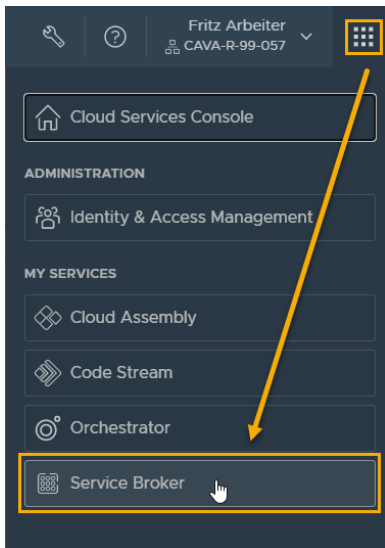 Fritz Arbeiter
CAVA-R-99-057
Cloud Services Console
ADMINISTRATION
Identity & Access Management
MY SERVICES
Cloud Assembly
Code Stream
Orchestrator
Service Broker